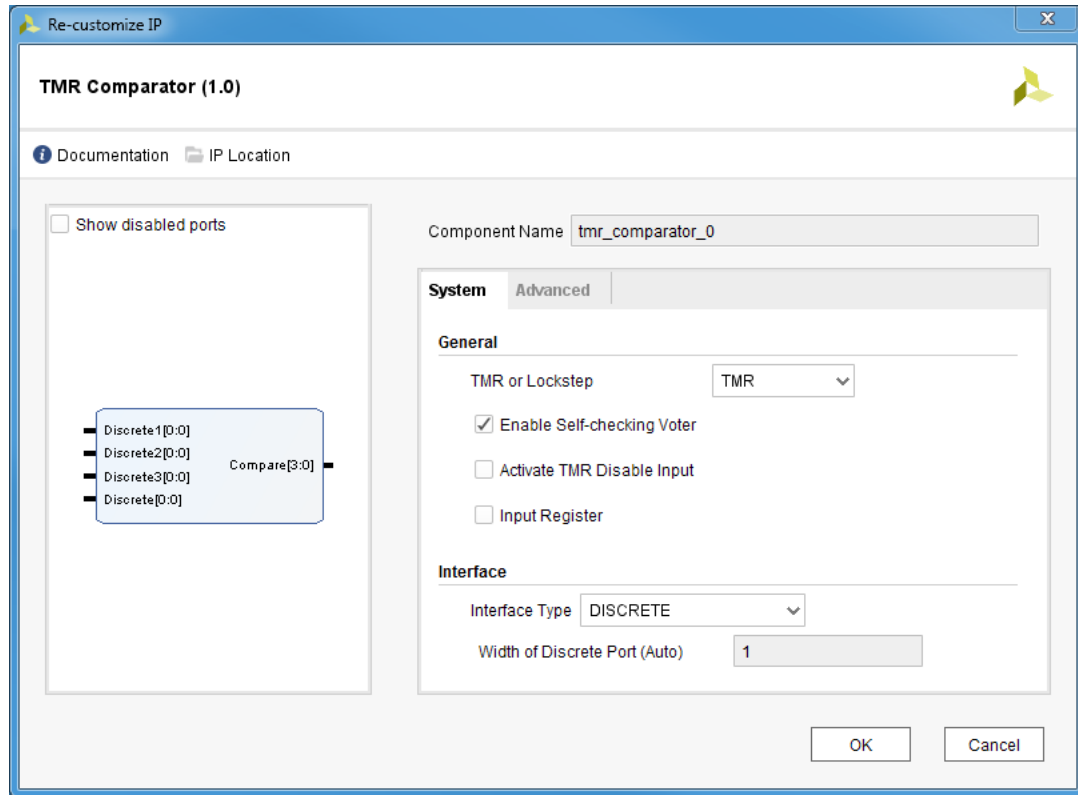 Re-customize IP
TMR Comparator (1.0)
Documentation IP Location
Show disabled ports
Discrete1[0:0]
Discrete2[0:0]
Discrete3[0:0]
Discrete[0:0]
Compare[3:0]
Component Name tmr_comparator_0
System Advanced
General
TMR or Lockstep TMR
Enable Self-checking Voter
Activate TMR Disable Input
Input Register
Interface
Interface Type DISCRETE
Width of Discrete Port (Auto) 1
OK Cancel